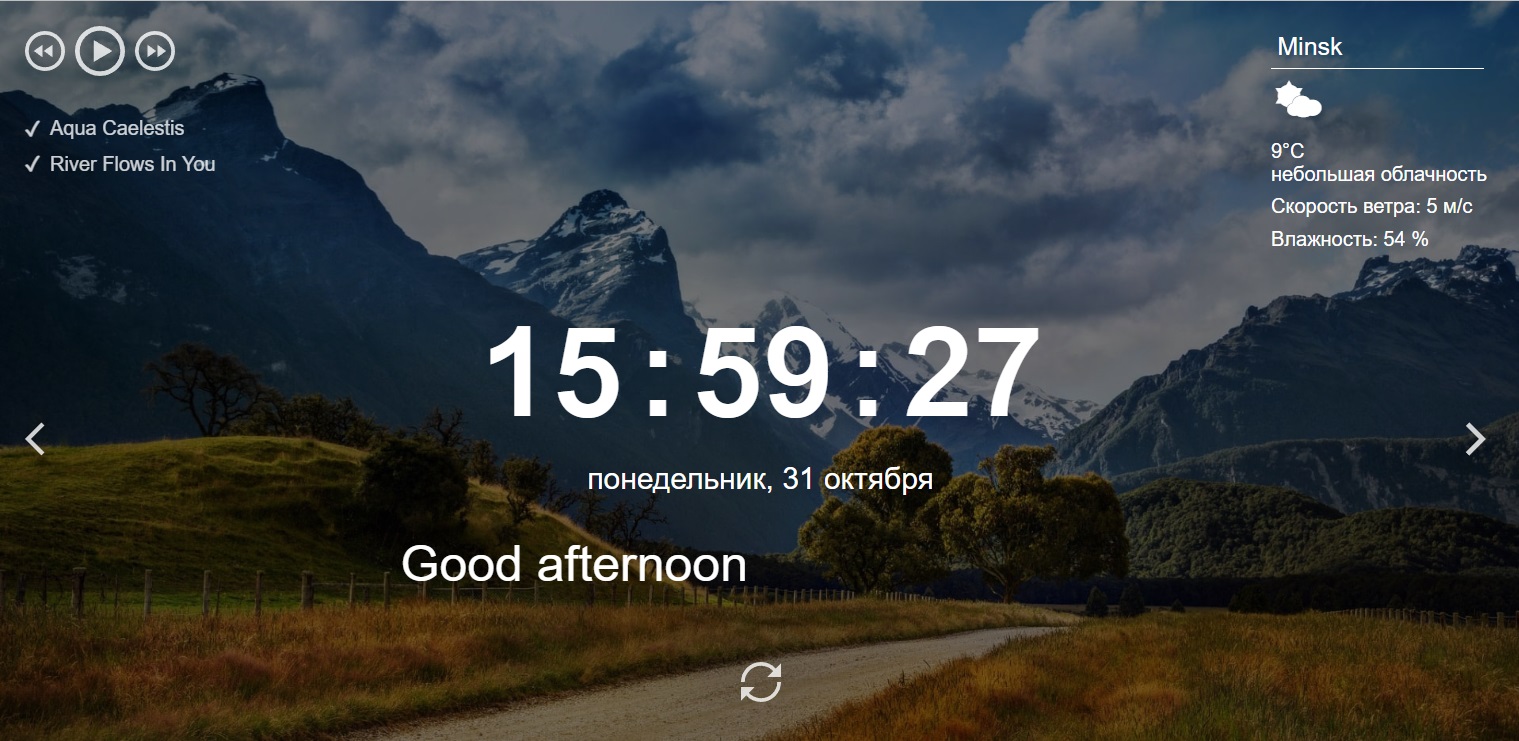 Aqua Caelestis
River Flows In You
Minsk
9°C
небольшая облачность
Скорость ветра: 5 м/с
Влажность: 54 %
15:59:27
понедельник, 31 октября
Good afternoon